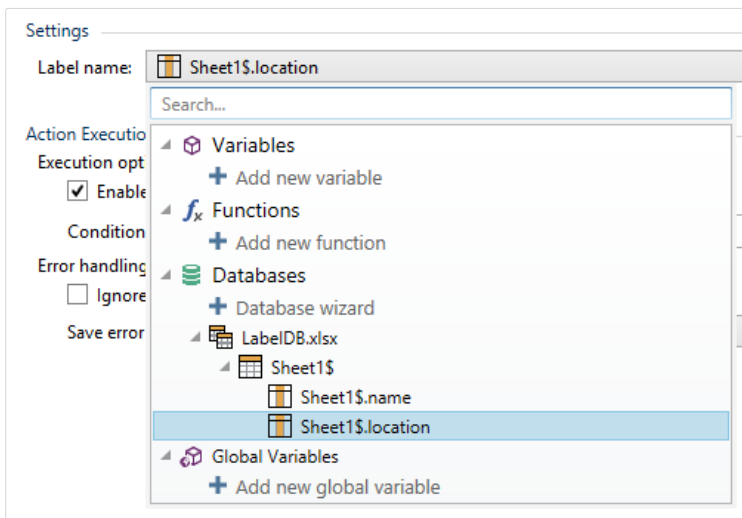 Settings
Label name: Sheet1$.location
Search...
Variables
Add new variable
Functions
Add new function
Databases
Database wizard
LabelDB.xlsx
Sheet1$
Sheet1$.name
Sheet1$.location
Global Variables
Add new global variable
Action Executio
Execution opt
Enable
Condition
Error handling
Ignore
Save error